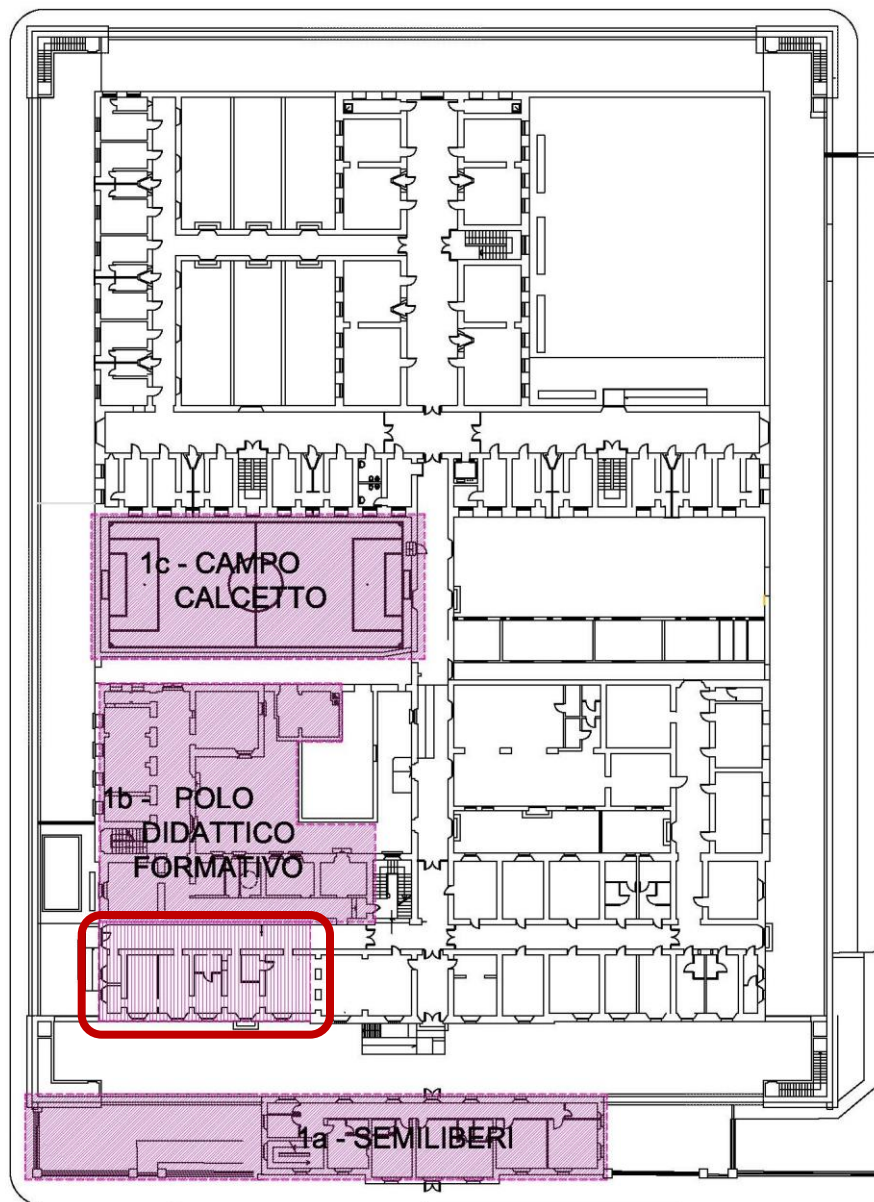 1c - CAMPO
CALCETTO
1b - POLO
DIDATTICO
FORMATIVO
1a - SEMILIBERI